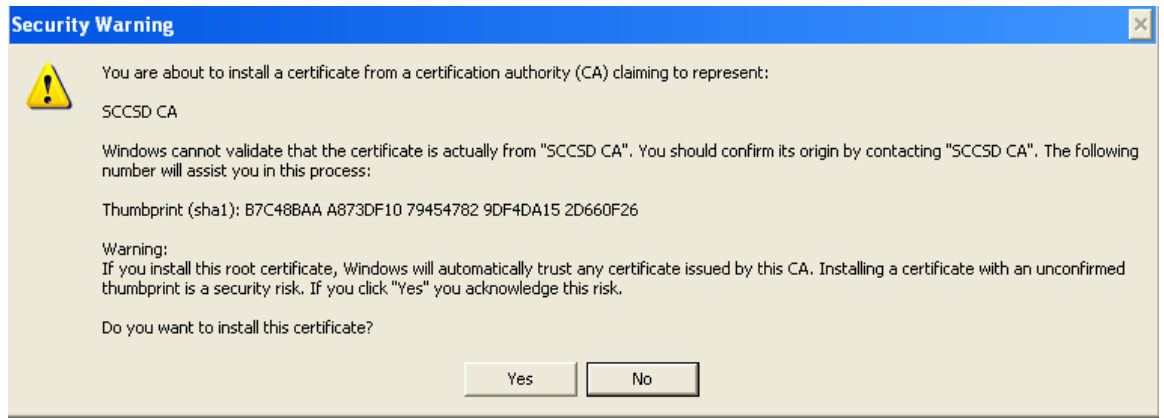 Security Warning
You are about to install a certificate from a certification authority (CA) claiming to represent:
SCCSD CA
Windows cannot validate that the certificate is actually from "SCCSD CA". You should confirm its origin by contacting "SCCSD CA". The following
number will assist you in this process:
Thumbprint (sha1): B7C48BAA A873DF10 79454782 9DF4DA15 2D660F26
Warning:
If you install this root certificate, Windows will automatically trust any certificate issued by this CA. Installing a certificate with an unconfirmed
thumbprint is a security risk. If you click "Yes" you acknowledge this risk.
Do you want to install this certificate?
Yes
No